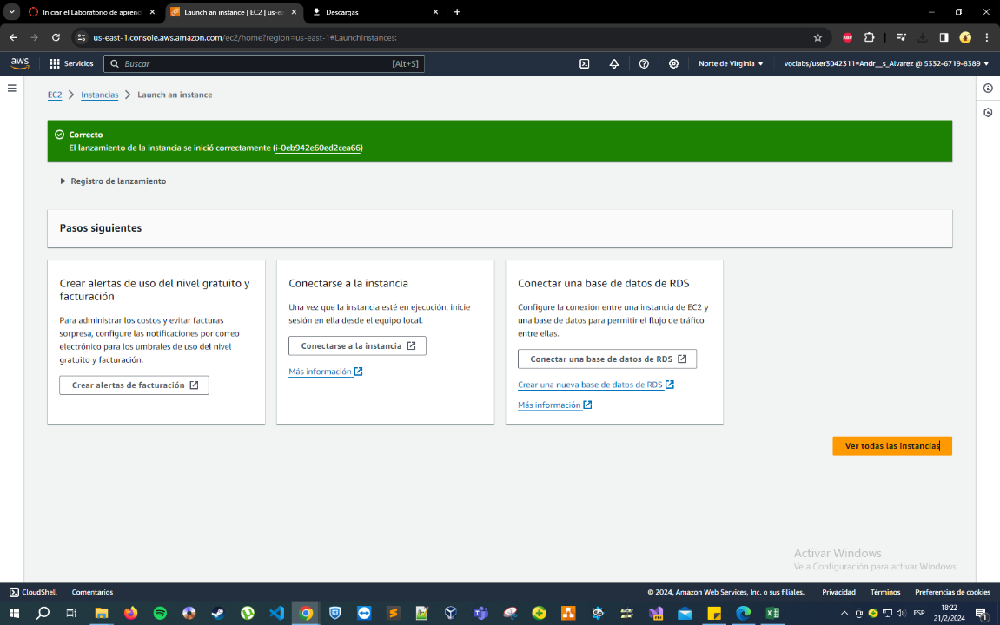 Iniciar el Laboratorio de aprend
Launch an instance | EC2 | us-e
Descargas
us-east-1.console.aws.amazon.com/ec2/home?region=us-east-1#LaunchInstances:
ABP
aws
Servicios
Buscar
[Alt+S]
Norte de Virginia
voclabs/user3042311=Andr__s_Alvarez @ 5332-6719-8389
EC2
Instancias
Launch an instance
Correcto
El lanzamiento de la instancia se inició correctamente (i-0eb942e60ed2cea66)
Registro de lanzamiento
Pasos siguientes
Crear alertas de uso del nivel gratuito y
facturación
Para administrar los costos y evitar facturas
sorpresa, configure las notificaciones por correo
electrónico para los umbrales de uso del nivel
gratuito y facturación.
Crear alertas de facturación
Conectarse a la instancia
Una vez que la instancia esté en ejecución, inicie
sesión en ella desde el equipo local.
Conectarse a la instancia
Más información
Conectar una base de datos de RDS
Configure la conexión entre una instancia de EC2 y
una base de datos para permitir el flujo de tráfico
entre ellas.
Conectar una base de datos de RDS
Crear una nueva base de datos de RDS
Más información
Ver todas las instancias
Activar Windows
Ve a Configuración para activar Windows.
CloudShell
Comentarios
© 2024, Amazon Web Services, Inc. o sus filiales.
Privacidad
Términos
Preferencias de cookies
ESP
18:22
21/2/2024